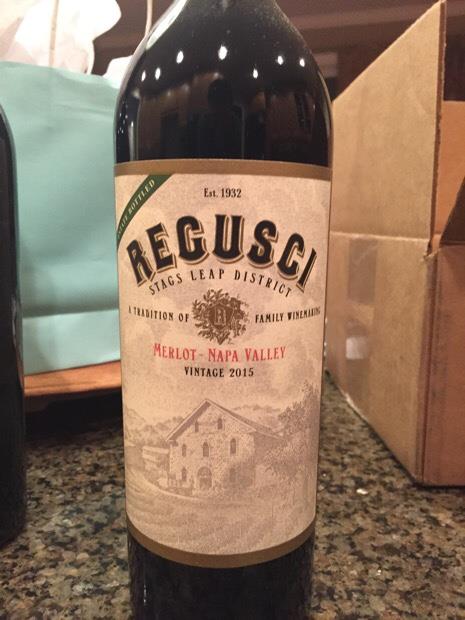 ESTATE BOTTLED
Est. 1932
REGUSCI
STAGS LEAP DISTRICT
A TRADITION OF R FAMILY WINEMAKING
MERLOT - NAPA VALLEY
VINTAGE 2015